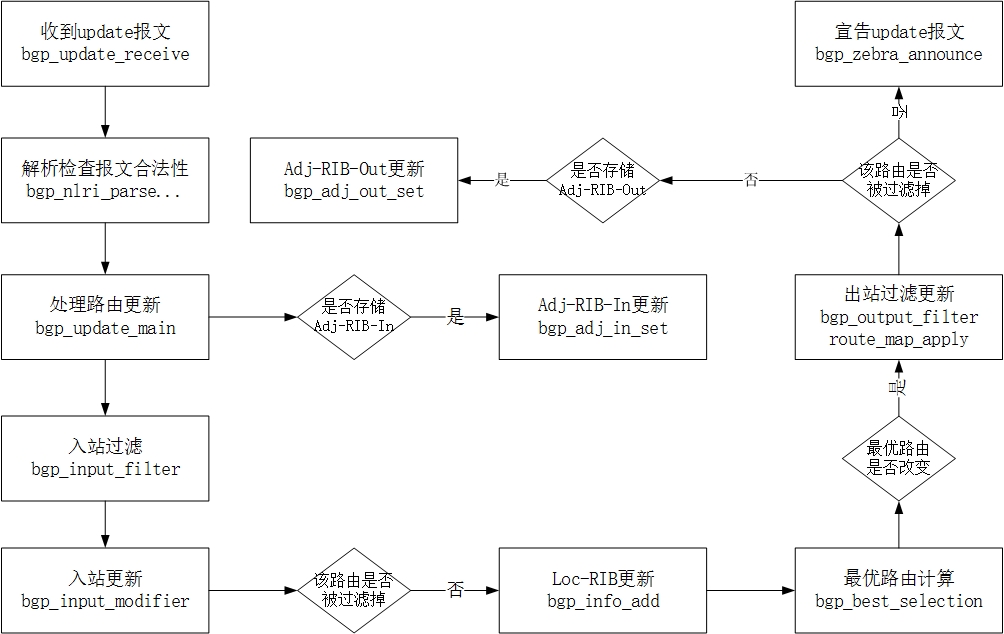 收到update报文
bgp_update_receive
宣告update报文
bgp_zebra_announce
否
解析检查报文合法性
bgp_nlri_parse...
Adj-RIB-Out更新
bgp_adj_out_set
是
是否存储
Adj-RIB-Out
否
该路由是否
被过滤掉
处理路由更新
bgp_update_main
是否存储
Adj-RIB-In
是
Adj-RIB-In更新
bgp_adj_in_set
出站过滤更新
bgp_output_filter
route_map_apply
是
入站过滤
bgp_input_filter
最优路由
是否改变
入站更新
bgp_input_modifier
该路由是否
被过滤掉
否
Loc-RIB更新
bgp_info_add
最优路由计算
bgp_best_selection